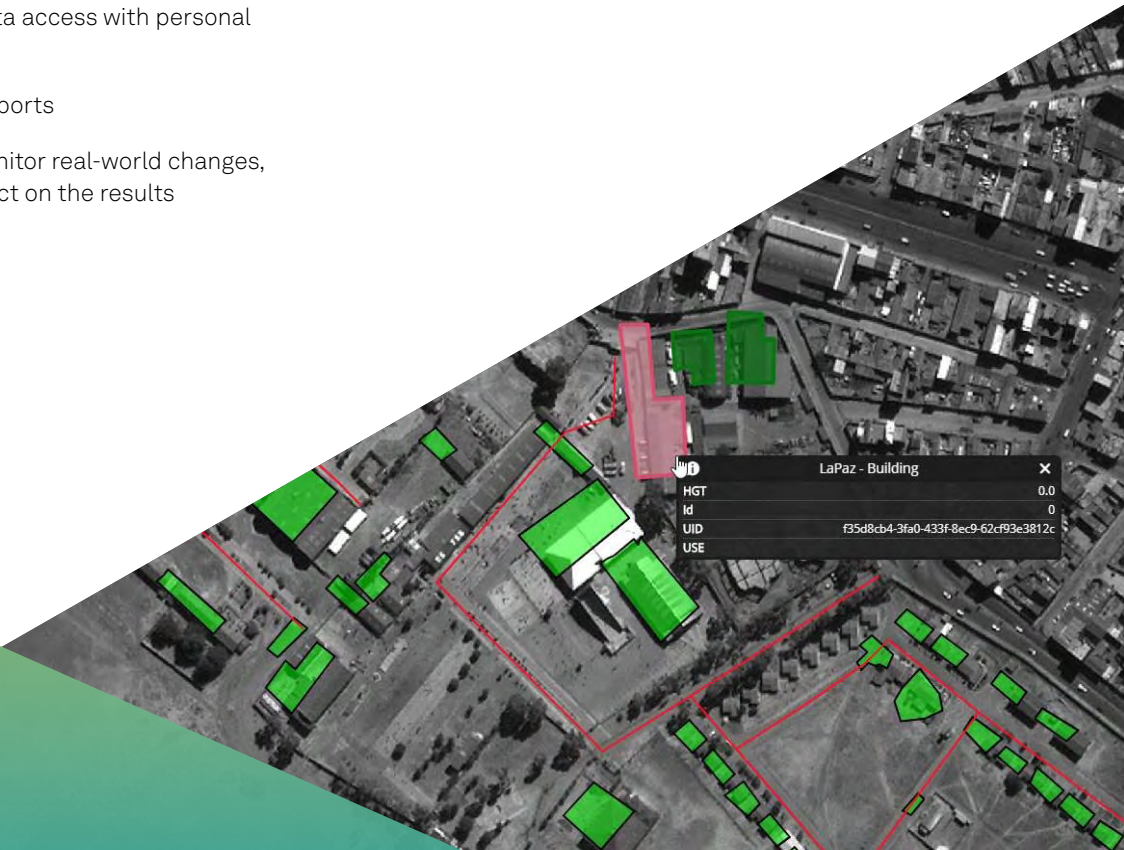 ta access with personal
ports
nitor real-world changes,
ct on the results
LaPaz - Building
HGT 0.0
Id 0
UID f35d8cb4-3fa0-433f-8ec9-62cf93e3812c
USE